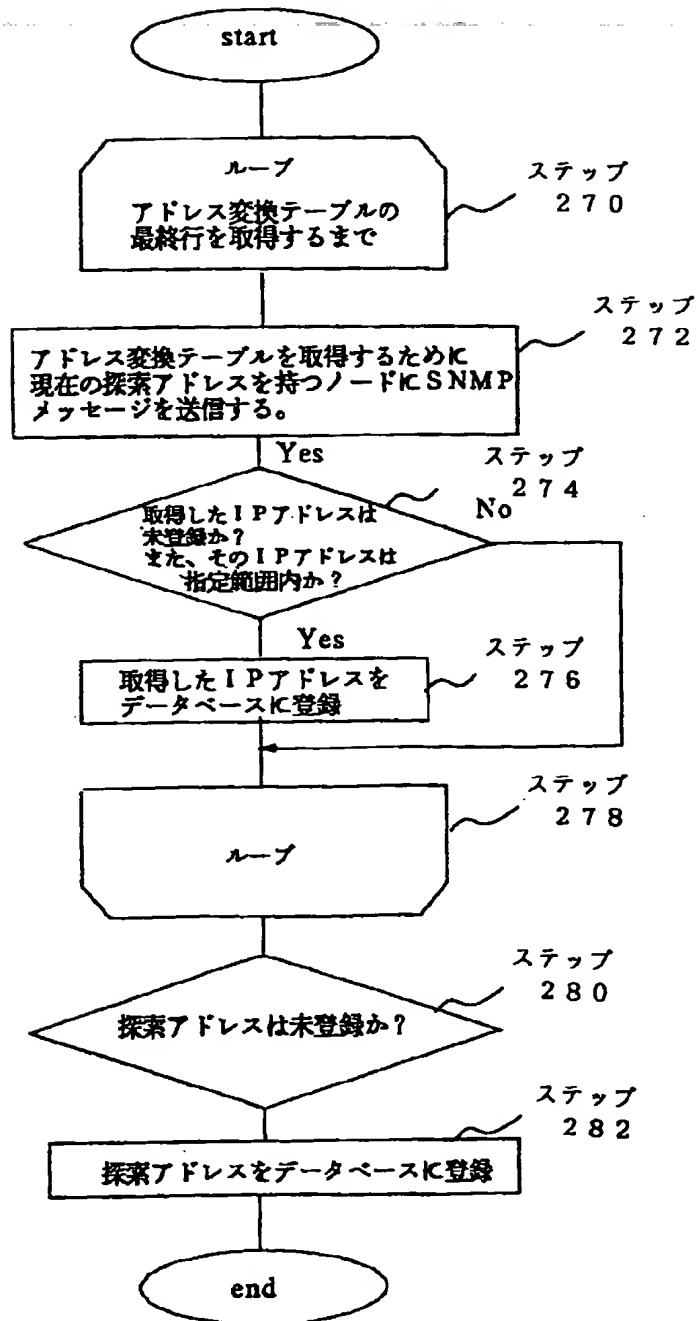 start
ループ
アドレス変換テーブルの
最終行を取得するまで
ステップ
270
ステップ
272
アドレス変換テーブルを取得するために
現在の探索アドレスを持つノードにSNMP
メッセージを送信する。
Yes
ステップ
274
No
取得したIPアドレスは
未登録か?
また、そのIPアドレスは
指定範囲内か?
Yes
ステップ
276
取得したIPアドレスを
データベースに登録
ステップ
278
ループ
ステップ
280
探索アドレスは未登録か?
ステップ
282
探索アドレスをデータベースに登録
end